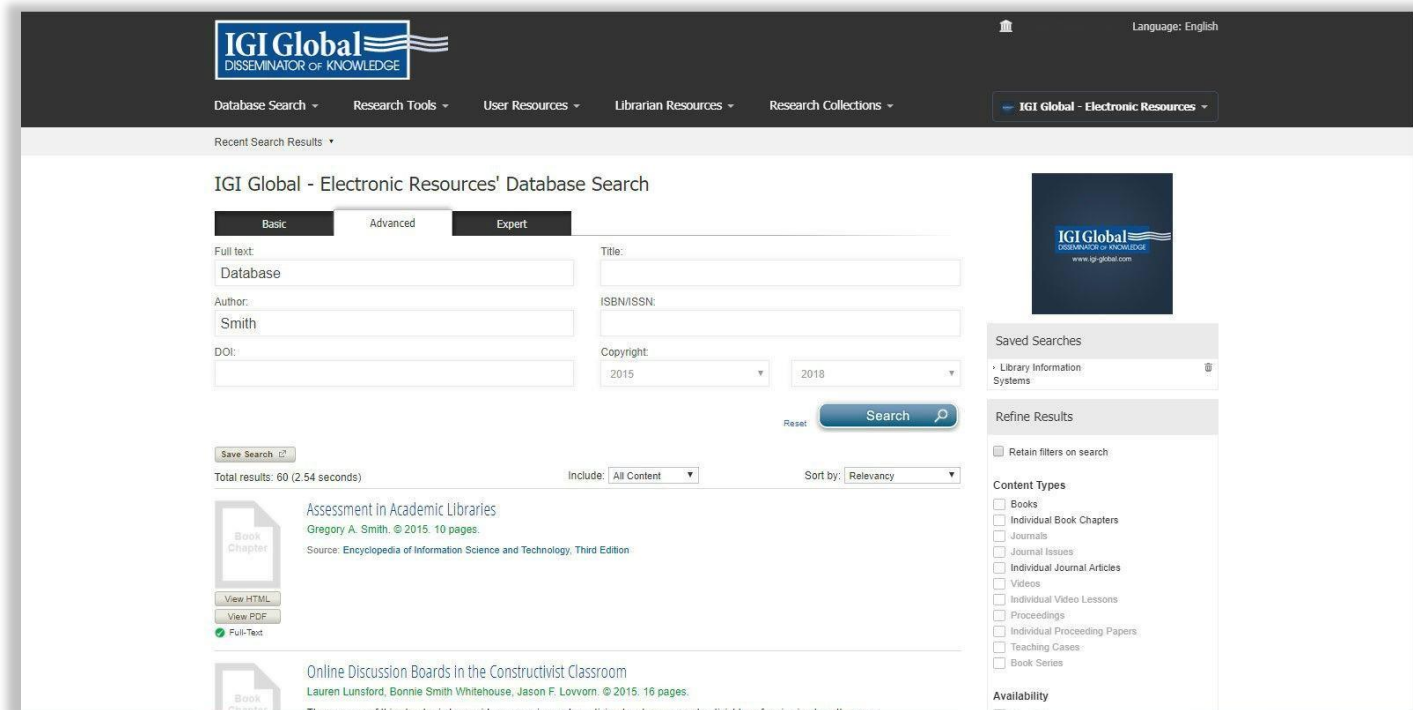 IGI Global
DISSEMINATOR OF KNOWLEDGE
Language: English
Database Search
Research Tools
User Resources
Librarian Resources
Research Collections
IGI Global - Electronic Resources
Recent Search Results
IGI Global - Electronic Resources' Database Search
Basic
Advanced
Expert
Full text:
Database
Title:
Author:
Smith
ISBN/ISSN:
DOI:
Copyright:
2015
2018
Reset
Search
Save Search
Total results: 60 (2.54 seconds)
Include: All Content
Sort by: Relevancy
Book
Chapter
Assessment in Academic Libraries
Gregory A. Smith. © 2015. 10 pages.
Source: Encyclopedia of Information Science and Technology, Third Edition
View HTML
View PDF
Full-Text
Book
Chapter
Online Discussion Boards in the Constructivist Classroom
Lauren Lunsford, Bonnie Smith Whitehouse, Jason F. Lovvorn. © 2015. 16 pages.
IGI Global
DISSEMINATOR OF KNOWLEDGE
www.igi-global.com
Saved Searches
Library Information
Systems
Refine Results
Retain filters on search
Content Types
Books
Individual Book Chapters
Journals
Journal Issues
Individual Journal Articles
Videos
Individual Video Lessons
Proceedings
Individual Proceeding Papers
Teaching Cases
Book Series
Availability